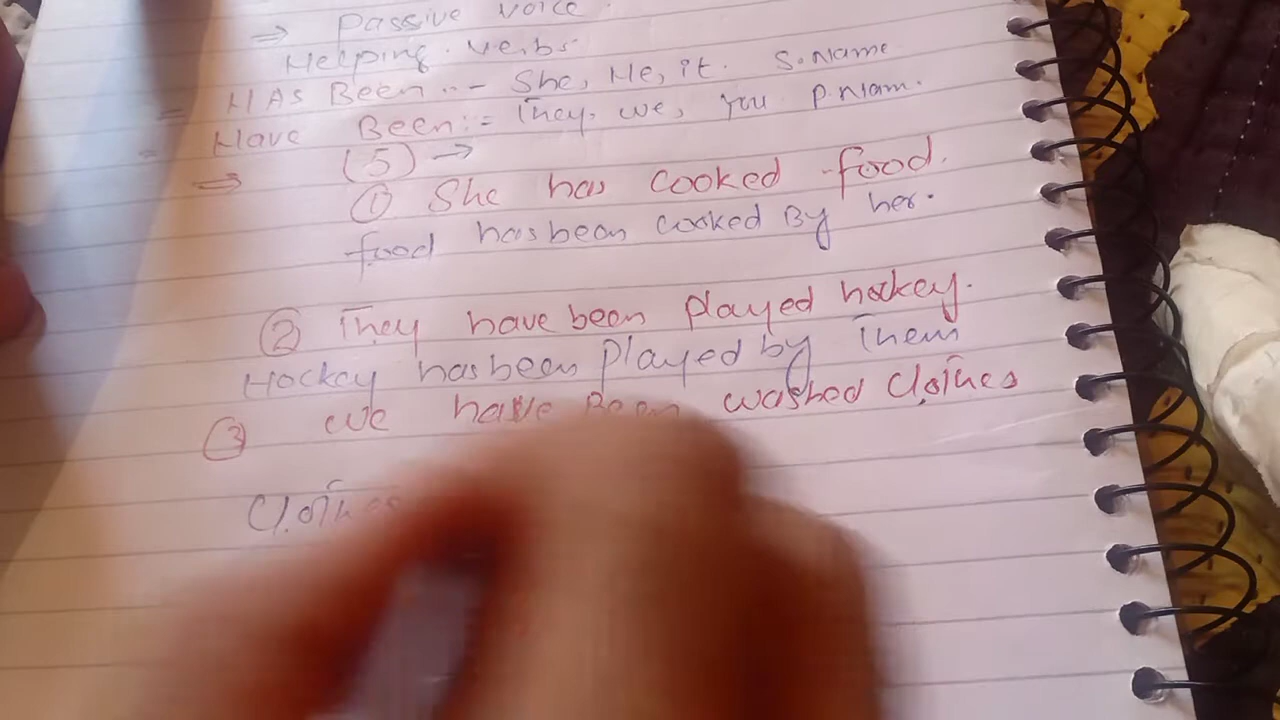 → Passive voice.
Helping verbs
= HAS Been :- She, He, it. S.Name
= Have Been :- They, we, you P.Nam.
⇒ (5) →
① She has cooked food.
food has been cooked By her.
② They have been Played hockey.
Hockey has been Played by Them
③ we have Been washed Clothes
Clothes